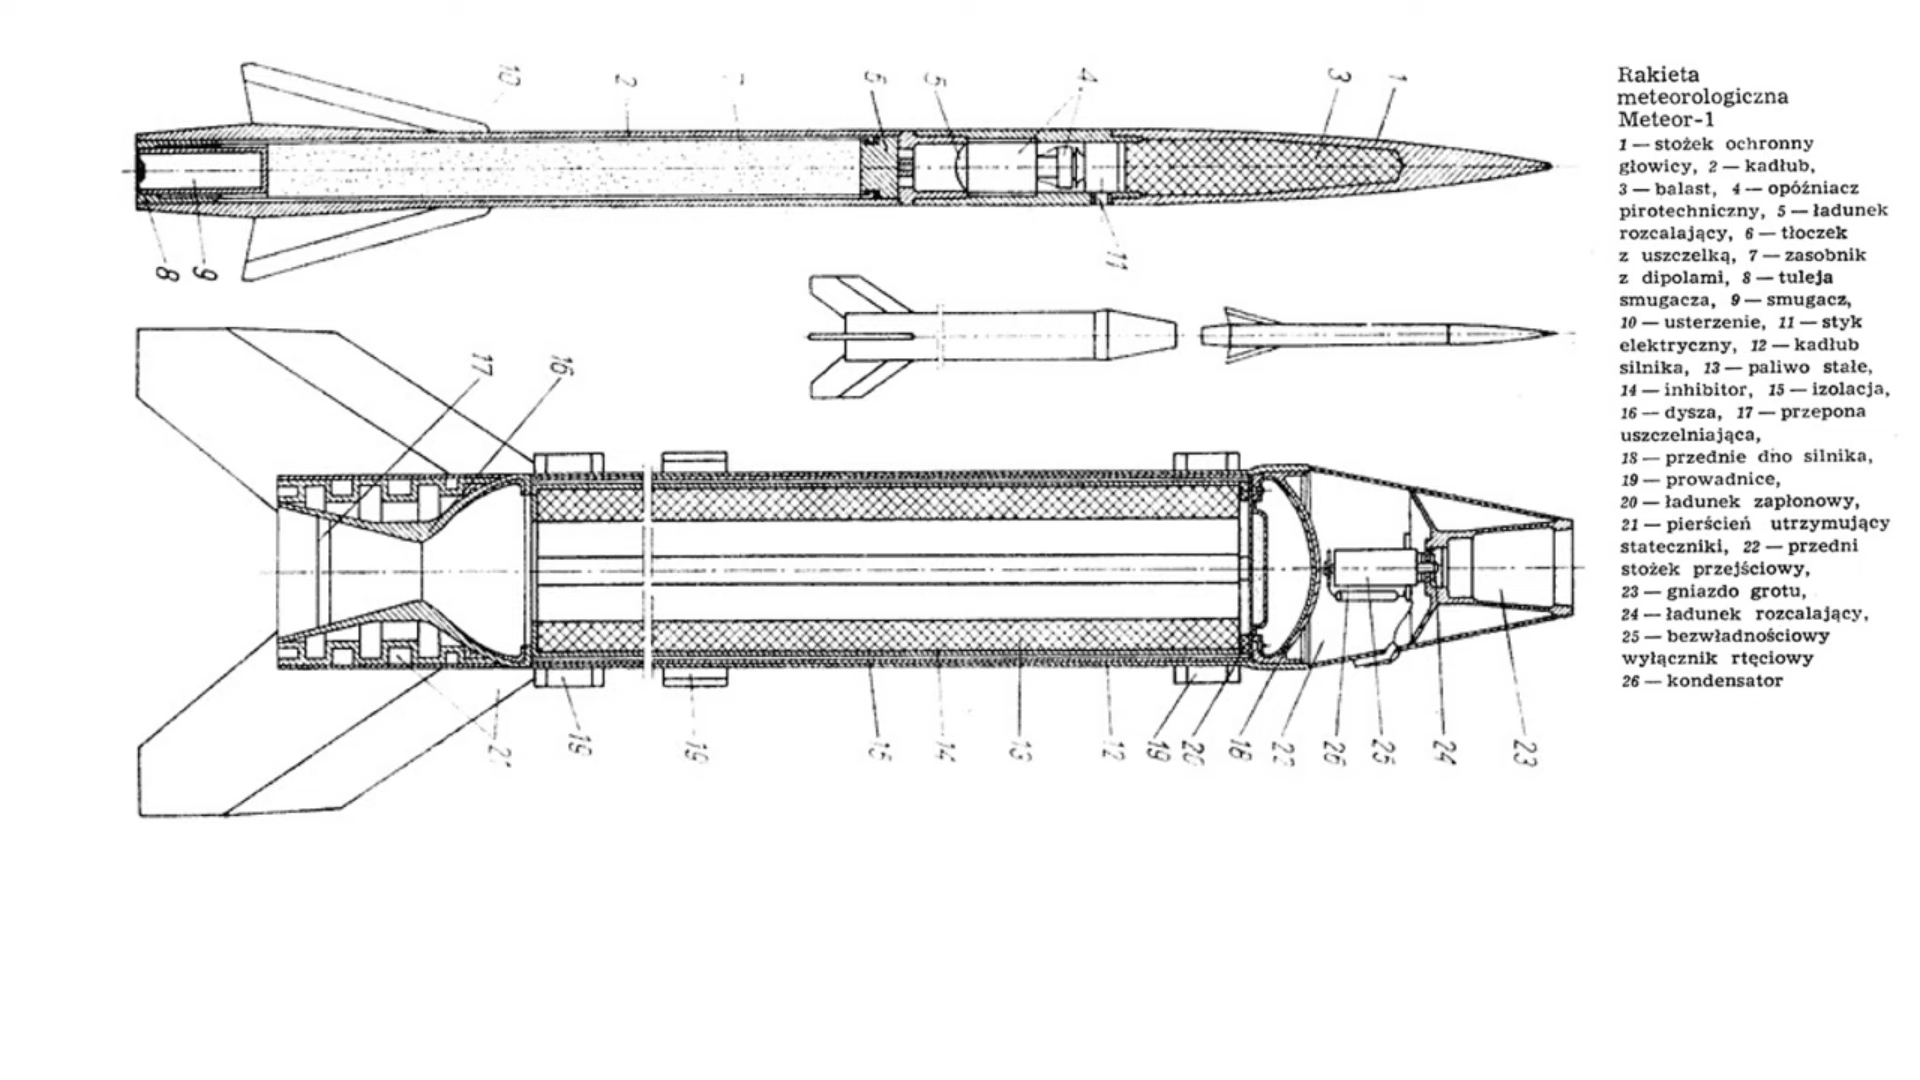 10
2
7
6
5
4
3
1
8
9
11
17
16
21
19
19
15
14
13
12
19
20
18
22
26
25
24
23
Rakieta
meteorologiczna
Meteor-1
1 — stożek ochronny
głowicy, 2 — kadłub,
3 — balast, 4 — opóźniacz
pirotechniczny, 5 — ładunek
rozcalający, 6 — tłoczek
z uszczelką, 7 — zasobnik
z dipolami, 8 — tuleja
smugacza, 9 — smugacz,
10 — usterzenie, 11 — styk
elektryczny, 12 — kadłub
silnika, 13 — paliwo stałe,
14 — inhibitor, 15 — izolacja,
16 — dysza, 17 — przepona
uszczelniająca,
18 — przednie dno silnika,
19 — prowadnice,
20 — ładunek zapłonowy,
21 — pierścień utrzymujący
stateczniki, 22 — przedni
stożek przejściowy,
23 — gniazdo grotu,
24 — ładunek rozcalający,
25 — bezwładnościowy
wyłącznik rtęciowy
26 — kondensator